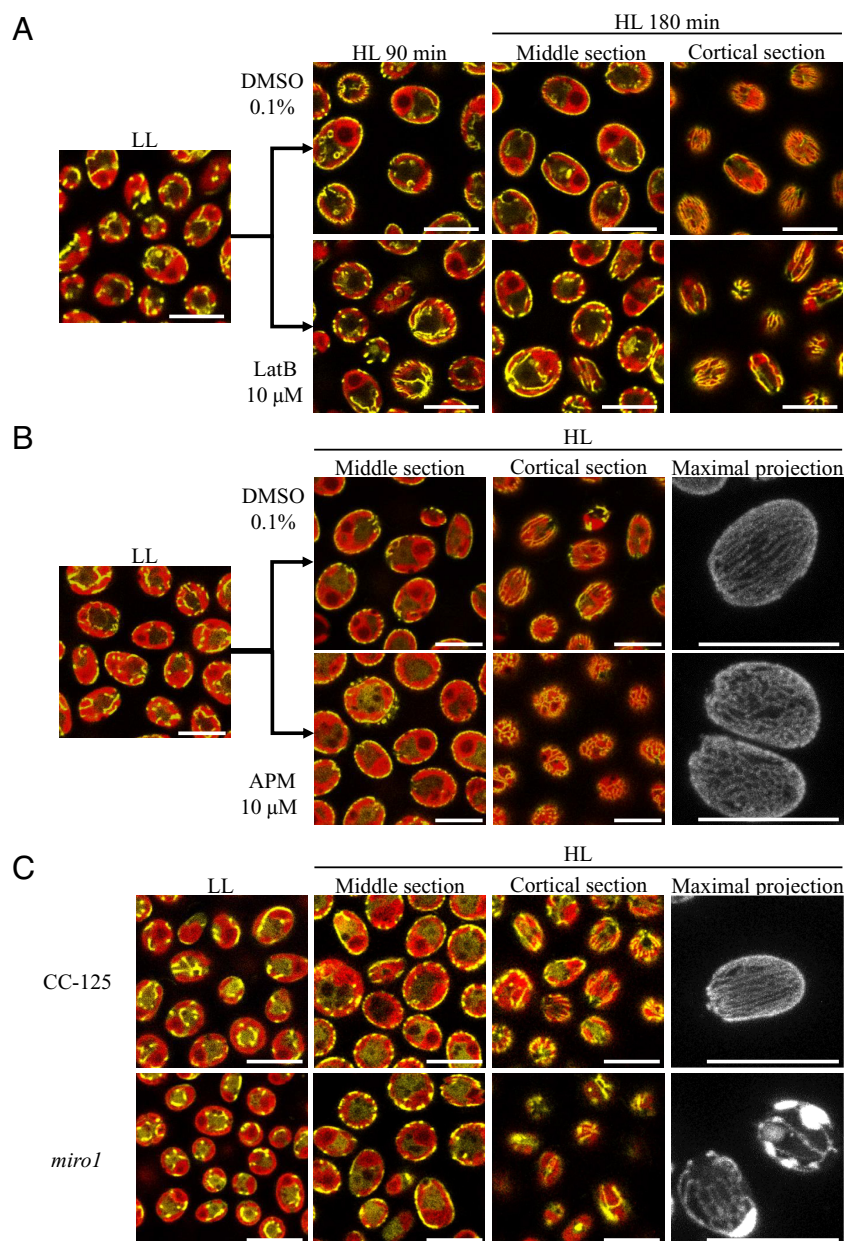 A
HL 180 min
HL 90 min
Middle section
Cortical section
DMSO
0.1%
LL
LatB
10 μM
B
HL
Middle section
Cortical section
Maximal projection
DMSO
0.1%
LL
APM
10 μM
C
HL
LL
Middle section
Cortical section
Maximal projection
CC-125
miro1